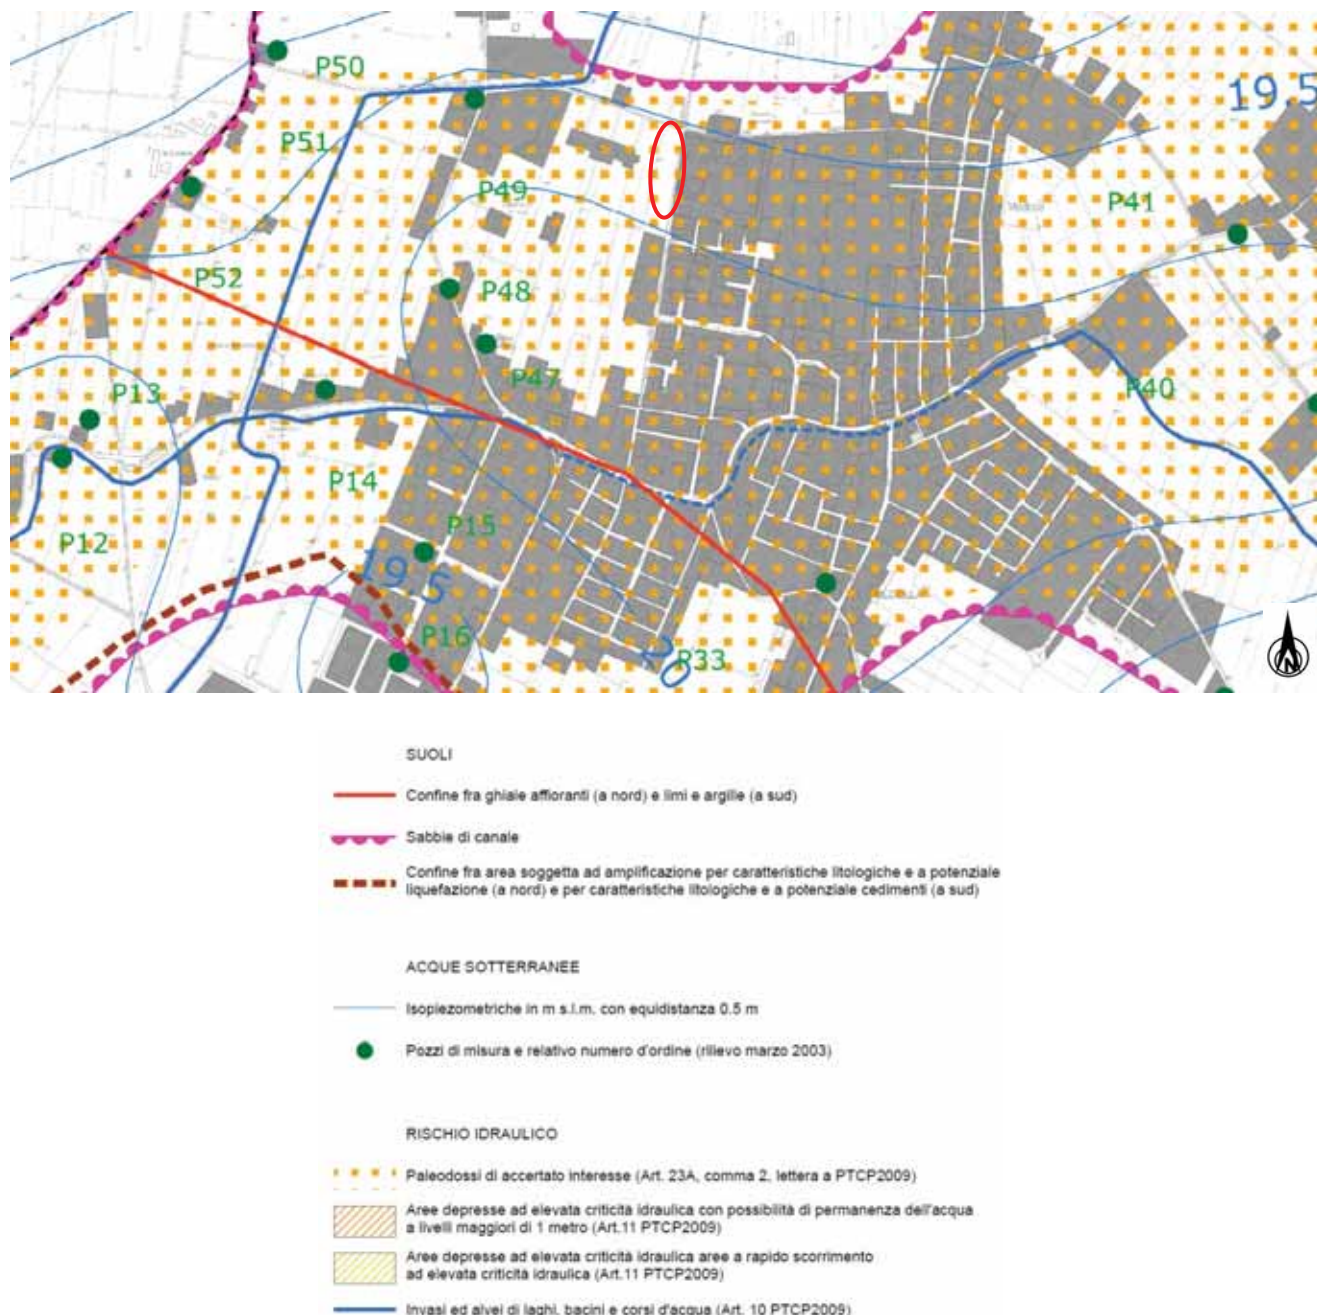 P50
19.5
P51
P49
P41
P52
P48
P47
P40
P13
P14
P15
P12
19.5
P16
20
P33
N
SUOLI
Confine fra ghiaie affioranti (a nord) e limi e argille (a sud)
Sabbie di canale
Confine fra area soggetta ad amplificazione per caratteristiche litologiche e a potenziale
liquefazione (a nord) e per caratteristiche litologiche e a potenziale cedimenti (a sud)
ACQUE SOTTERRANEE
Isopiezometriche in m s.l.m. con equidistanza 0.5 m
Pozzi di misura e relativo numero d'ordine (rilievo marzo 2003)
RISCHIO IDRAULICO
Paleodossi di accertato interesse (Art. 23A, comma 2, lettera a PTCP2009)
Aree depresse ad elevata criticità idraulica con possibilità di permanenza dell'acqua
a livelli maggiori di 1 metro (Art.11 PTCP2009)
Aree depresse ad elevata criticità idraulica aree a rapido scorrimento
ad elevata criticità idraulica (Art.11 PTCP2009)
Invasi ed alvei di laghi, bacini e corsi d'acqua (Art. 10 PTCP2009)